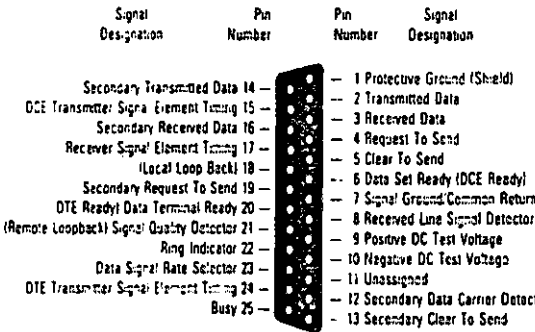 Signal Designation
Pin Number
Pin Number
Signal Designation
Secondary Transmitted Data 14
DCE Transmitter Signal Element Timing 15
Secondary Received Data 16
Receiver Signal Element Timing 17
(Local Loop Back) 18
Secondary Request To Send 19
DTE Ready) Data Terminal Ready 20
(Remote Loopback) Signal Quality Detector 21
Ring Indicator 22
Data Signal Rate Selector 23
DTE Transmitter Signal Element Timing 24
Busy 25
1 Protective Ground (Shield)
2 Transmitted Data
3 Received Data
4 Request To Send
5 Clear To Send
6 Data Set Ready (DCE Ready)
7 Signal Ground/Common Return
8 Received Line Signal Detector
9 Positive DC Test Voltage
10 Negative DC Test Voltage
11 Unassigned
12 Secondary Data Carrier Detect
13 Secondary Clear To Send